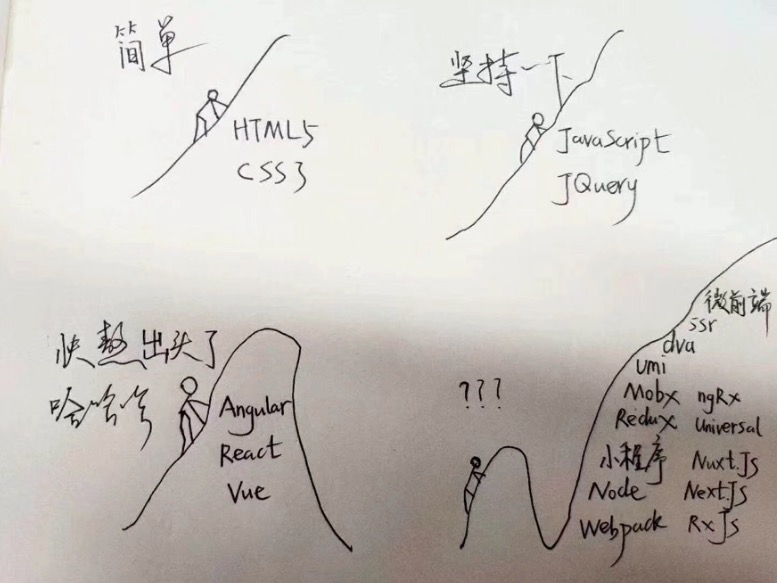 简单
HTML5
CSS3
坚持一下
JavaScript
JQuery
快熬出头了
哈哈哈
Angular
React
Vue
???
微前端
ssr
dva
umi
Mobx ngRx
Redux Universal
小程序 Nuxt.Js
Node Next.Js
Webpack RxJs